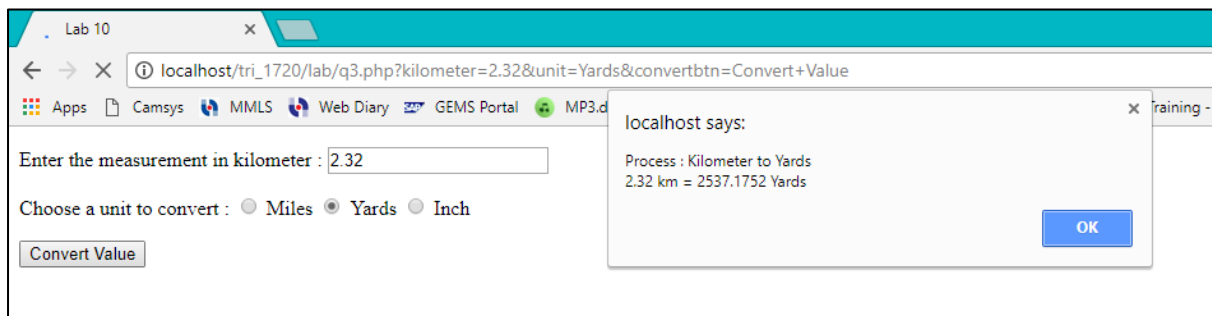 Lab 10
localhost/tri_1720/lab/q3.php?kilometer=2.32&unit=Yards&convertbtn=Convert+Value
Apps Camsys MMLS Web Diary GEMS Portal MP3.d
raining -
localhost says:
Process : Kilometer to Yards
2.32 km = 2537.1752 Yards
OK
Enter the measurement in kilometer : 2.32
Choose a unit to convert : Miles Yards Inch
Convert Value